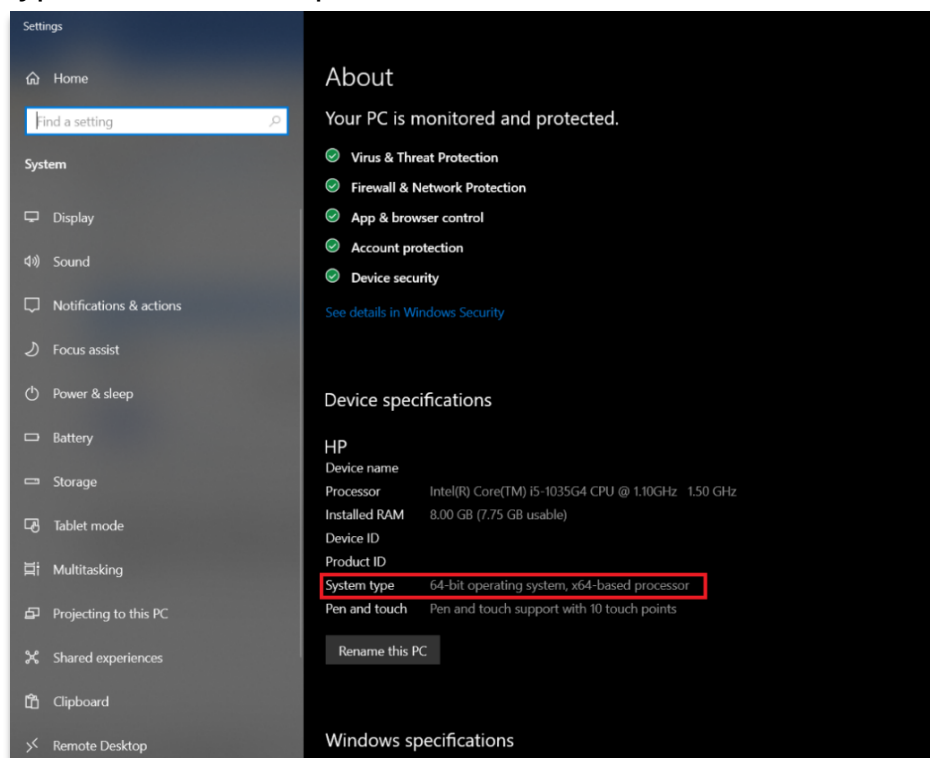 Settings
Home
Find a setting
System
Display
Sound
Notifications & actions
Focus assist
Power & sleep
Battery
Storage
Tablet mode
Multitasking
Projecting to this PC
Shared experiences
Clipboard
Remote Desktop
About
Your PC is monitored and protected.
Virus & Threat Protection
Firewall & Network Protection
App & browser control
Account protection
Device security
See details in Windows Security
Device specifications
HP
Device name
Processor Intel(R) Core(TM) i5-1035G4 CPU @ 1.10GHz 1.50 GHz
Installed RAM 8.00 GB (7.75 GB usable)
Device ID
Product ID
System type 64-bit operating system, x64-based processor
Pen and touch Pen and touch support with 10 touch points
Rename this PC
Windows specifications